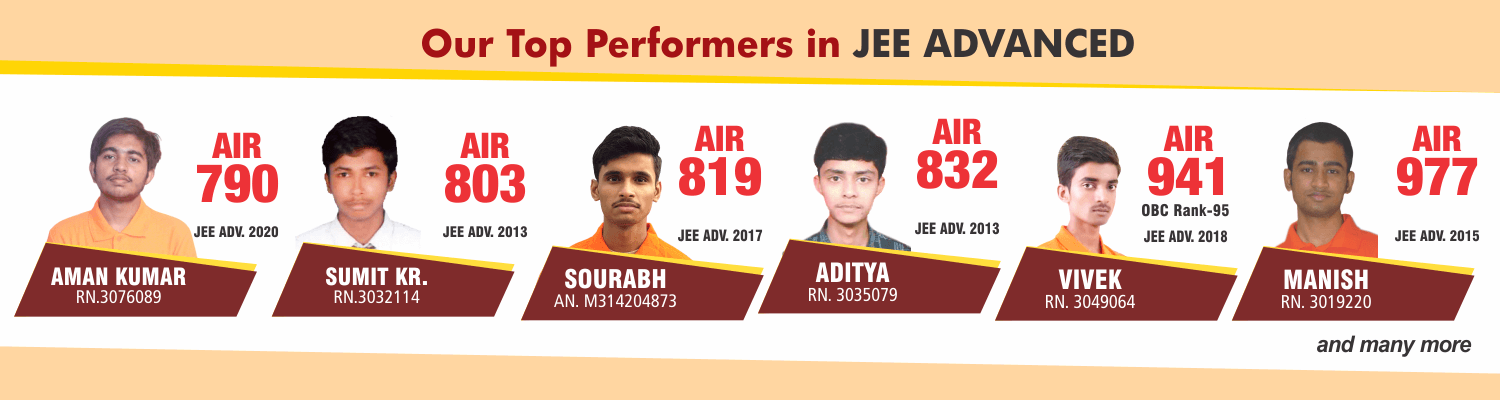 Our Top Performers in JEE ADVANCED
AIR
790
JEE ADV. 2020
AMAN KUMAR
RN.3076089
AIR
803
JEE ADV. 2013
SUMIT KR.
RN.3032114
AIR
819
JEE ADV. 2017
SOURABH
AN. M314204873
AIR
832
JEE ADV. 2013
ADITYA
RN. 3035079
AIR
941
OBC Rank-95
JEE ADV. 2018
VIVEK
RN. 3049064
AIR
977
JEE ADV. 2015
MANISH
RN. 3019220
and many more